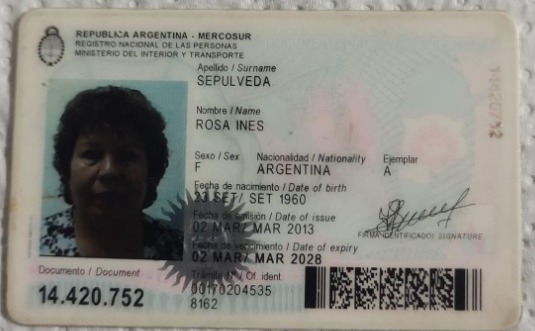 REPUBLICA ARGENTINA - MERCOSUR
REGISTRO NACIONAL DE LAS PERSONAS
MINISTERIO DEL INTERIOR Y TRANSPORTE
Apellido / Surname
SEPULVEDA
Nombre / Name
ROSA INES
Sexo / Sex Nacionalidad / Nationality Ejemplar
F ARGENTINA A
Fecha de nacimiento / Date of birth
23 SET/ SET 1960
Fecha de emisión / Date of issue
02 MAR/ MAR 2013
FIRMA IDENTIFICADO/ SIGNATURE
Fecha de vencimiento / Date of expiry
02 MAR/ MAR 2028
Documento / Document
14.420.752
Trámite Nº / Of. ident.
00170204535
8162